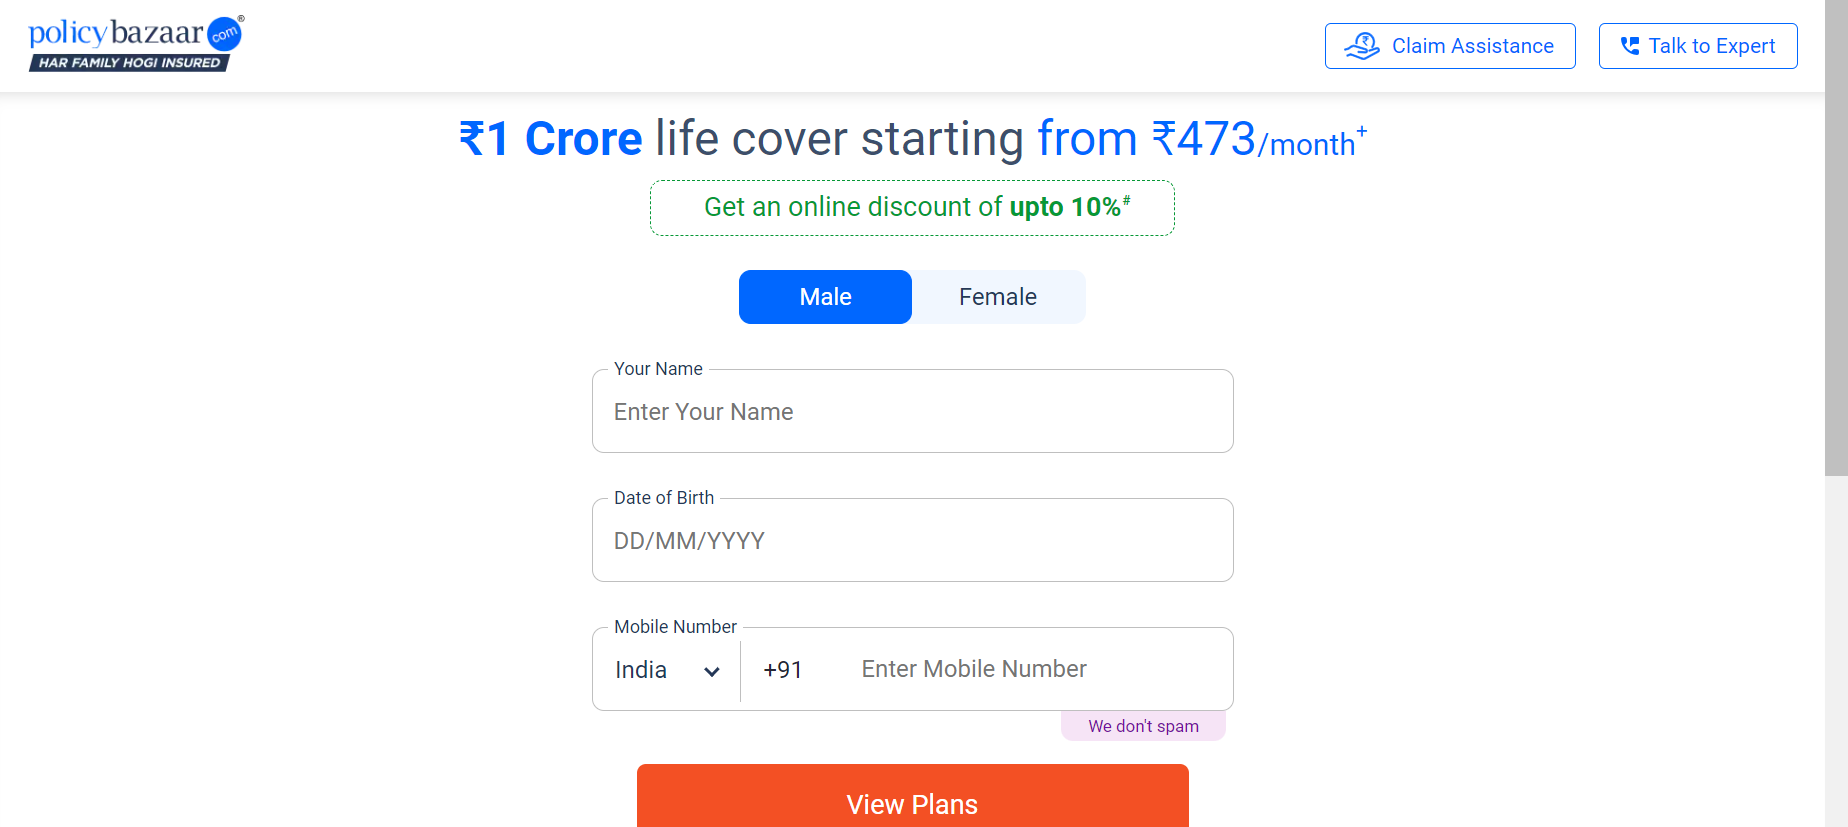 policybazaar com®
HAR FAMILY HOGI INSURED
Claim Assistance
Talk to Expert
₹1 Crore life cover starting from ₹473/month+
Get an online discount of upto 10%#
Male
Female
Your Name
Enter Your Name
Date of Birth
DD/MM/YYYY
Mobile Number
India +91 Enter Mobile Number
We don't spam
View Plans